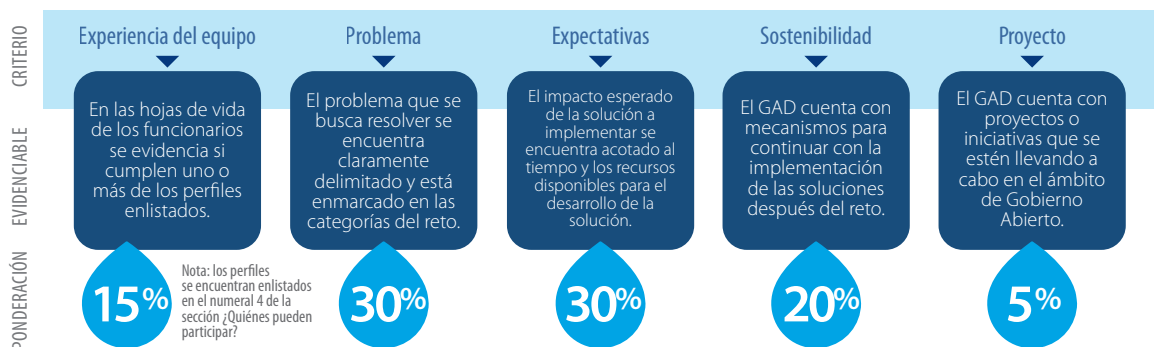 CRITERIO
Experiencia del equipo
Problema
Expectativas
Sostenibilidad
Proyecto
EVIDENCIABLE
En las hojas de vida
de los funcionarios
se evidencia si
cumplen uno o
más de los perfiles
enlistados.
El problema que se
busca resolver se
encuentra
claramente
delimitado y está
enmarcado en las
categorías del reto.
El impacto esperado
de la solución a
implementar se
encuentra acotado al
tiempo y los recursos
disponibles para el
desarrollo de la
solución.
El GAD cuenta con
mecanismos para
continuar con la
implementación
de las soluciones
después del reto.
El GAD cuenta con
proyectos o
iniciativas que se
estén llevando a
cabo en el ámbito
de Gobierno
Abierto.
PONDERACIÓN
15%
Nota: los perfiles
se encuentran enlistados
en el numeral 4 de la
sección ¿Quiénes pueden
participar?
30%
30%
20%
5%